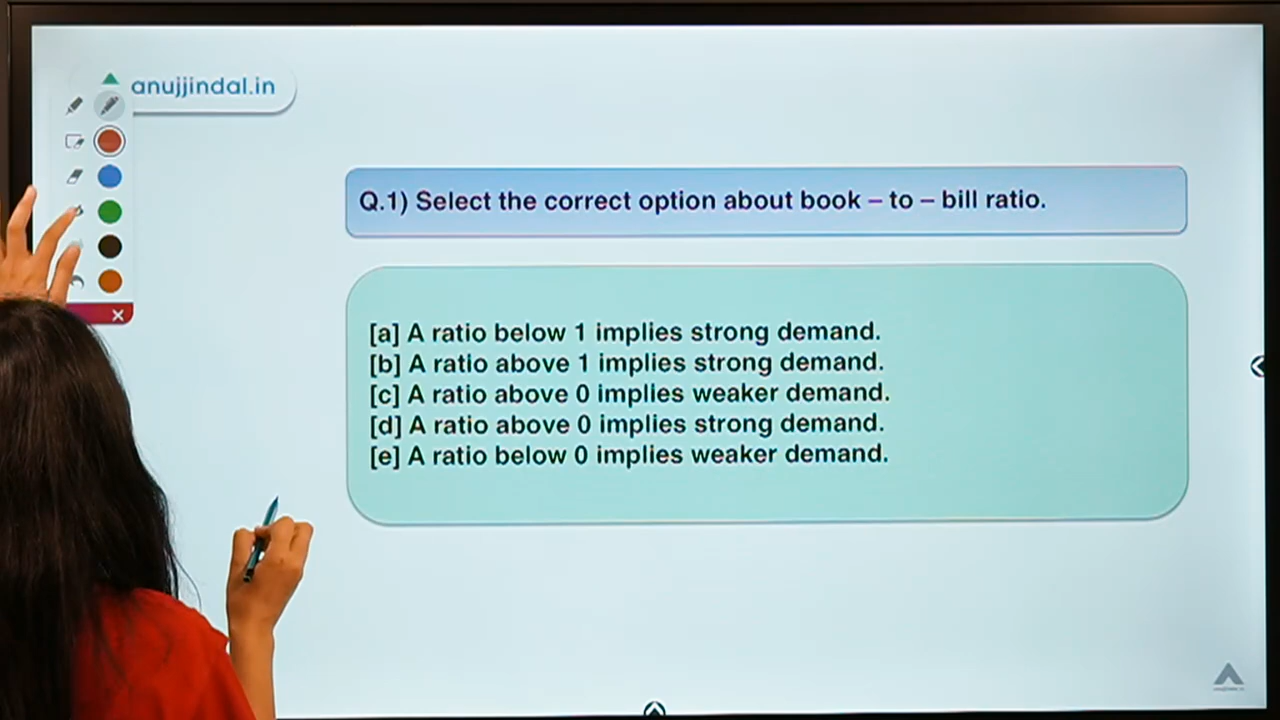 anujjindal.in
Q.1) Select the correct option about book – to – bill ratio.
[a] A ratio below 1 implies strong demand.
[b] A ratio above 1 implies strong demand.
[c] A ratio above 0 implies weaker demand.
[d] A ratio above 0 implies strong demand.
[e] A ratio below 0 implies weaker demand.